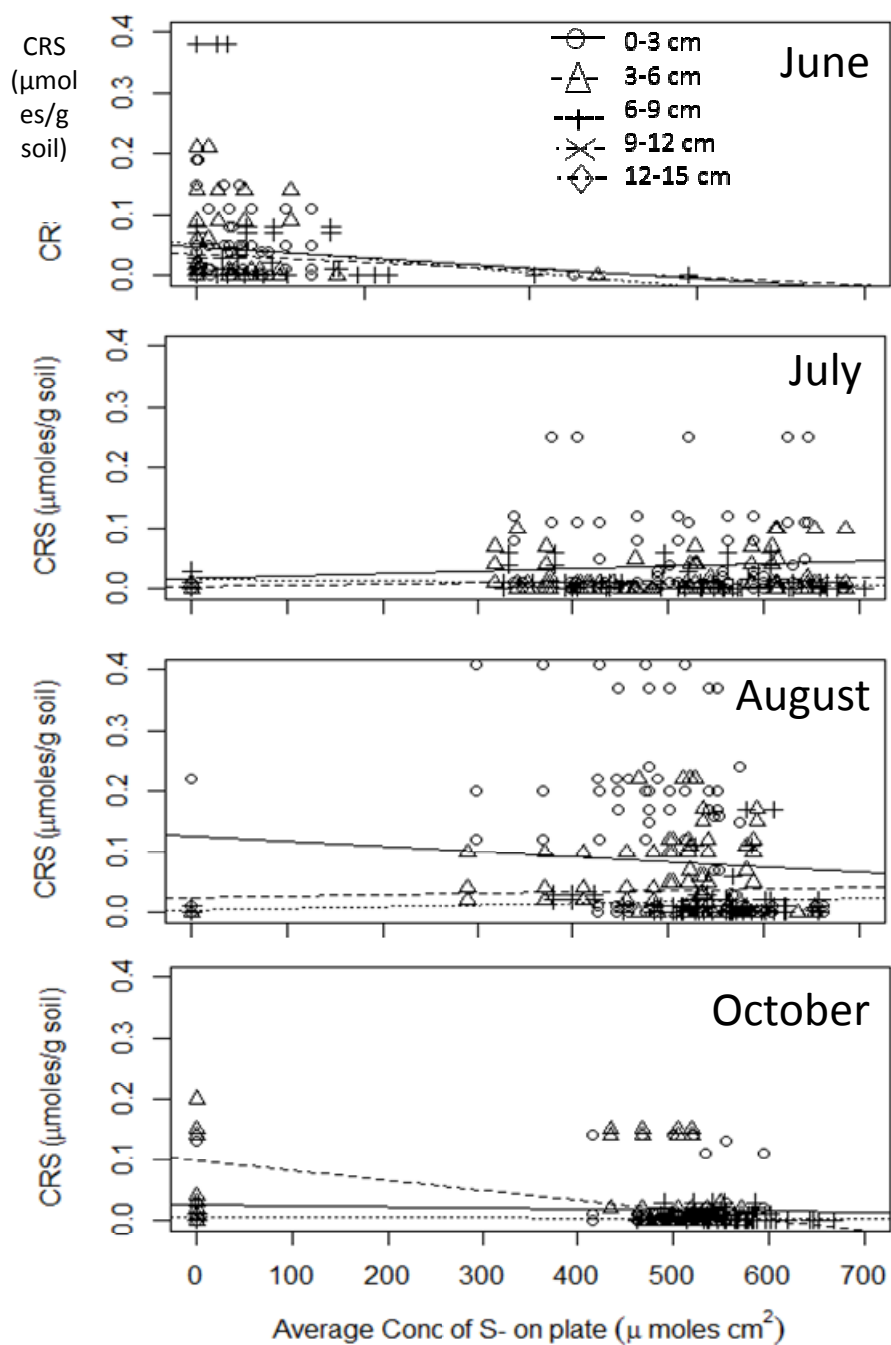 CRS
(μmol
es/g
soil)
CR
0.4
0.3
0.2
0.1
0.0
0-3 cm
3-6 cm
6-9 cm
9-12 cm
12-15 cm
June
CRS (μmoles/g soil)
0.4
0.3
0.2
0.1
0.0
July
CRS (μmoles/g soil)
0.4
0.3
0.2
0.1
0.0
August
CRS (μmoles/g soil)
0.4
0.3
0.2
0.1
0.0
October
0 100 200 300 400 500 600 700
Average Conc of S- on plate (μ moles cm²)